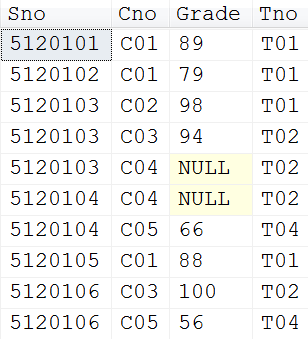 Sno Cno Grade Tno
5120101 C01 89 T01
5120102 C01 79 T01
5120103 C02 98 T01
5120103 C03 94 T02
5120103 C04 NULL T02
5120104 C04 NULL T02
5120104 C05 66 T04
5120105 C01 88 T01
5120106 C03 100 T02
5120106 C05 56 T04